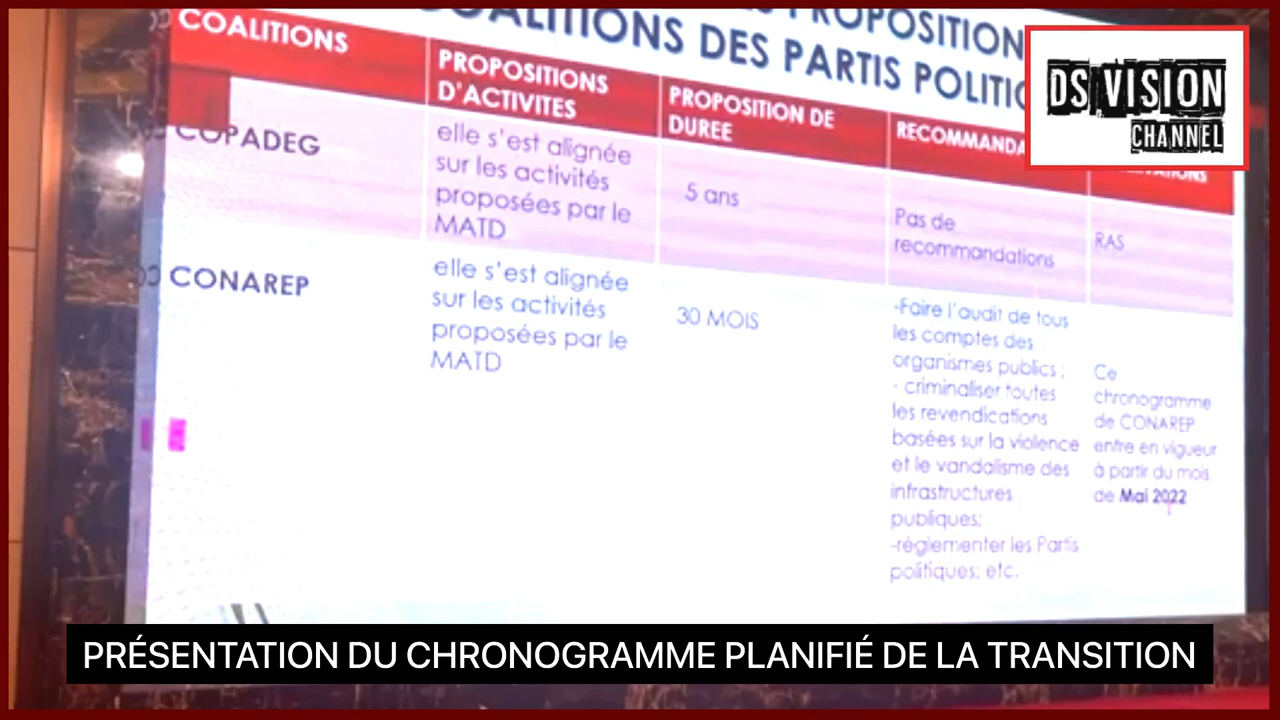 PROPOSITION
COALITIONS DES PARTIS POLITIC
DS VISION
CHANNEL
COALITIONS
PROPOSITIONS
D'ACTIVITES
PROPOSITION DE
DUREE
RECOMMANDA
COPADEG
elle s'est alignée
sur les activités
proposées par le
MATD
5 ans
Pas de
recommandations
RAS
CONAREP
elle s'est alignée
sur les activités
proposées par le
MATD
30 MOIS
-Faire l'audit de tous
les comptes des
organismes publics ;
- criminaliser toutes
les revendications
basées sur la violence
et le vandalisme des
infrastructures
publiques;
-règlementer les Partis
politiques; etc.
Ce
chronogramme
de CONAREP
entre en vigueur
à partir du mois
de Mai 2022
PRÉSENTATION DU CHRONOGRAMME PLANIFIÉ DE LA TRANSITION